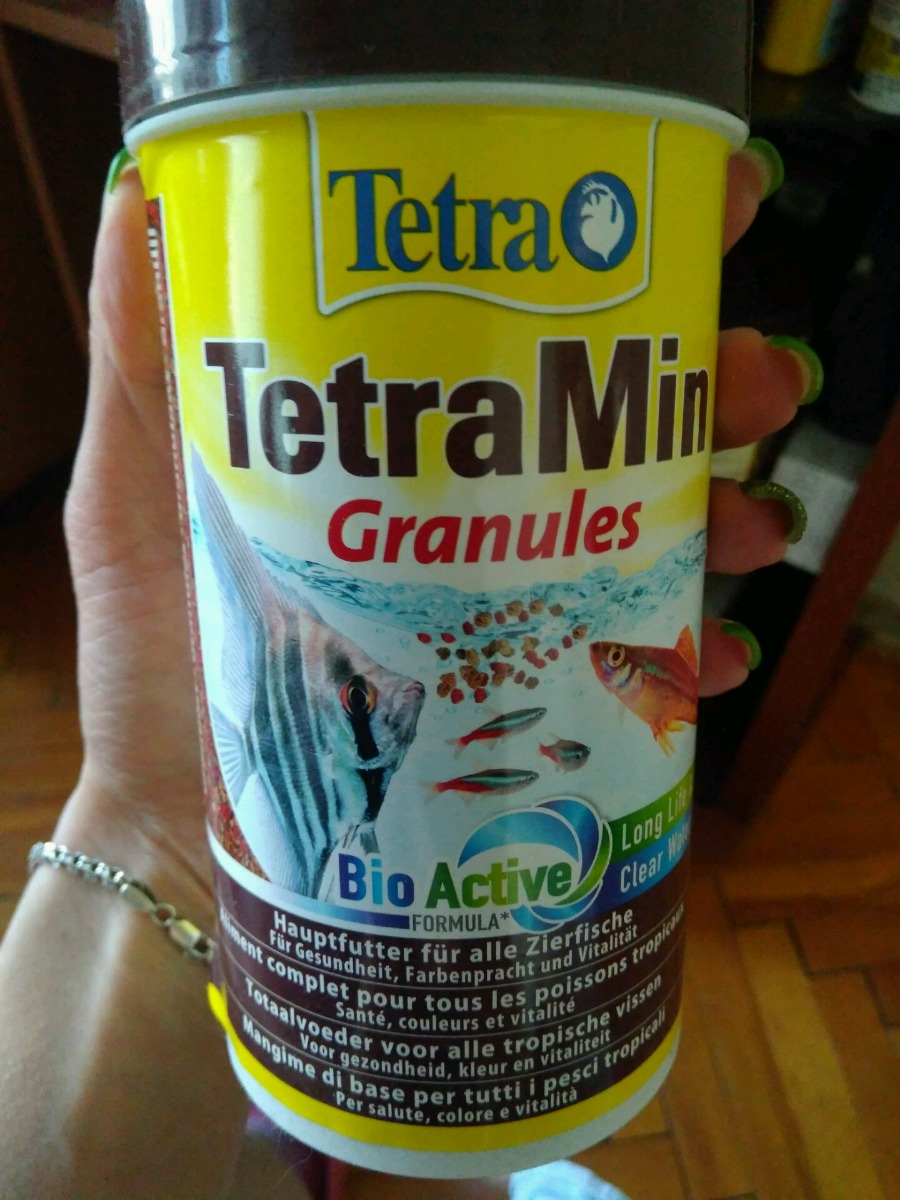 Tetra
TetraMin
Granules
Long Life
Clear
Bio Active
FORMULA*
Hauptfutter für alle Zierfische
Für Gesundheit, Farbenpracht und Vitalität
complet pour tous les poissons tropicaux
Santé, couleurs et vitalité
Totaalvoeder voor alle tropische vissen
Voor gezondheid, kleur en vitaliteit
Mangime di base per tutti i pesci tropicali
Per salute, colore e vitalità